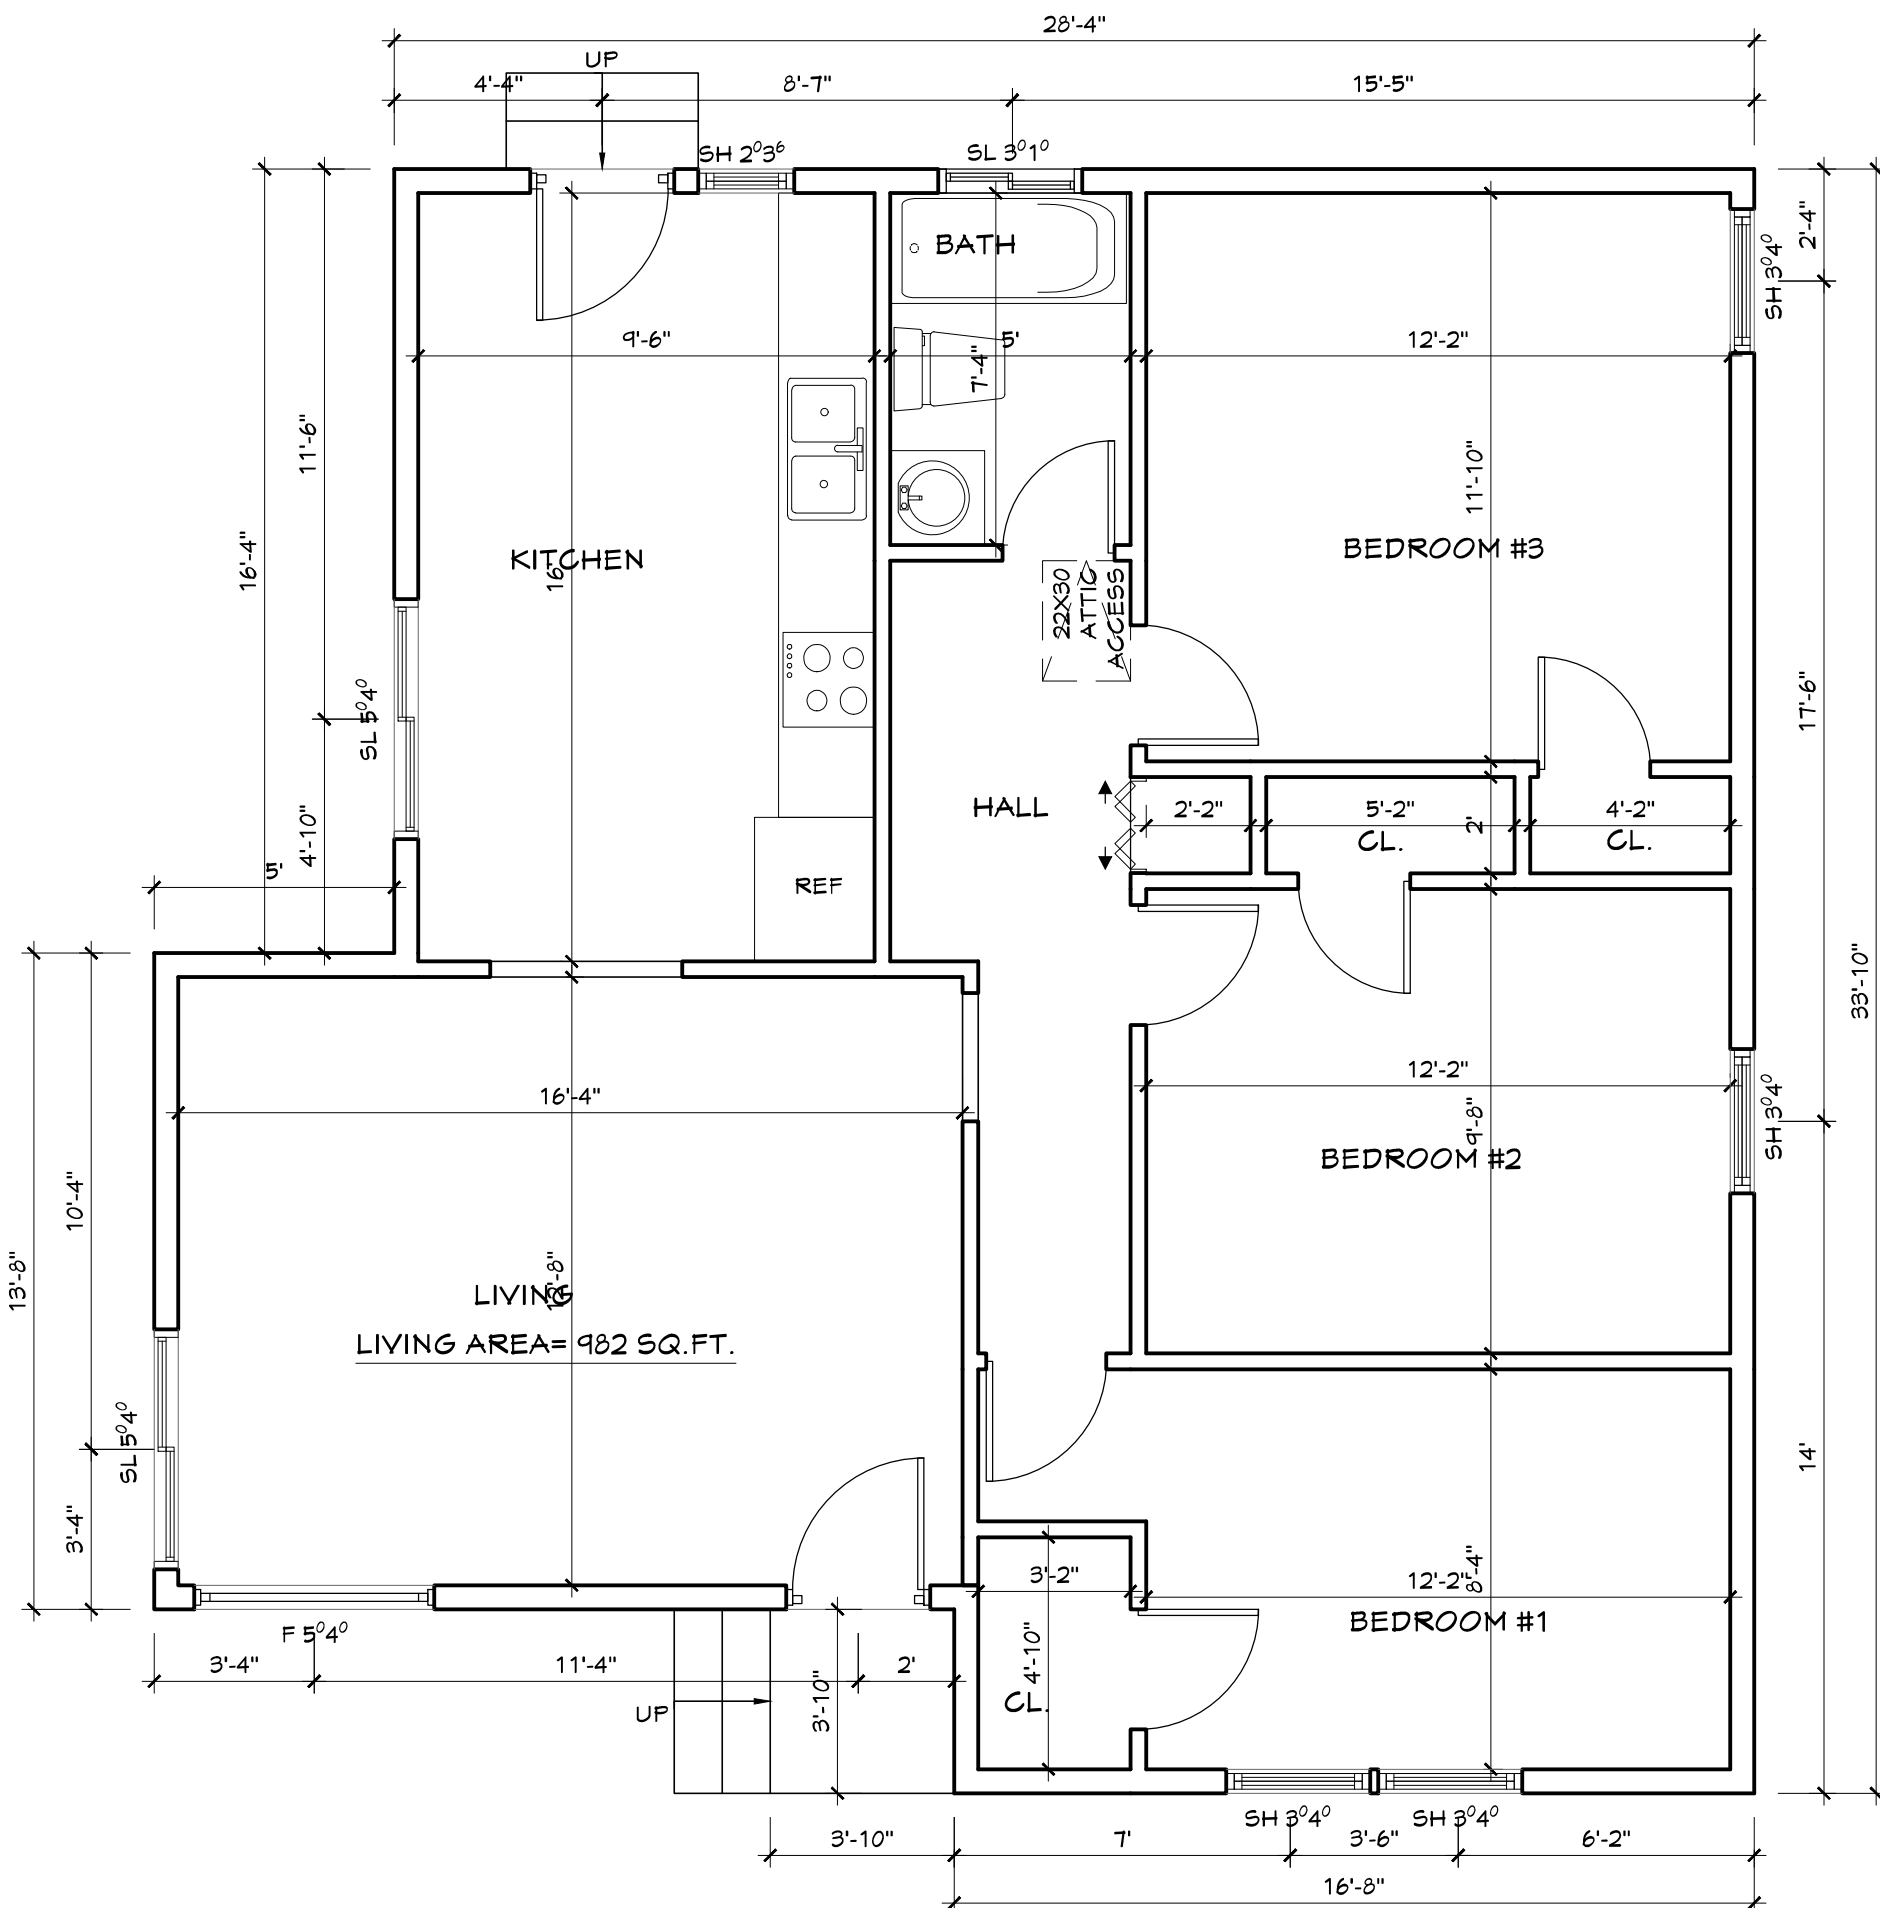 28'-4"
UP
4'-4"
8'-7"
15'-5"
SH 2⁰3⁶
SL 3⁰1⁰
BATH
2'-4"
SH 3⁰4⁰
9'-6"
5'
12'-2"
7'-4"
11'-6"
11'-10"
16'-4"
KITCHEN
16'
BEDROOM #3
22X30
ATTIC
ACCESS
SL 5⁰4⁰
17'-6"
HALL
2'-2"
5'-2"
4'-2"
2'
CL.
CL.
4'-10"
5'
REF
33'-10"
12'-2"
16'-4"
SH 3⁰4⁰
9'-8"
BEDROOM #2
10'-4"
13'-8"
LIVING
LIVING AREA= 982 SQ.FT.
SL 5⁰4⁰
14'
3'-4"
3'-2"
12'-2"
8'-4"
BEDROOM #1
F 5⁰4⁰
3'-4"
11'-4"
2'
4'-10"
CL.
3'-10"
UP
SH 3⁰4⁰
SH 3⁰4⁰
3'-10"
7'
3'-6"
6'-2"
16'-8"